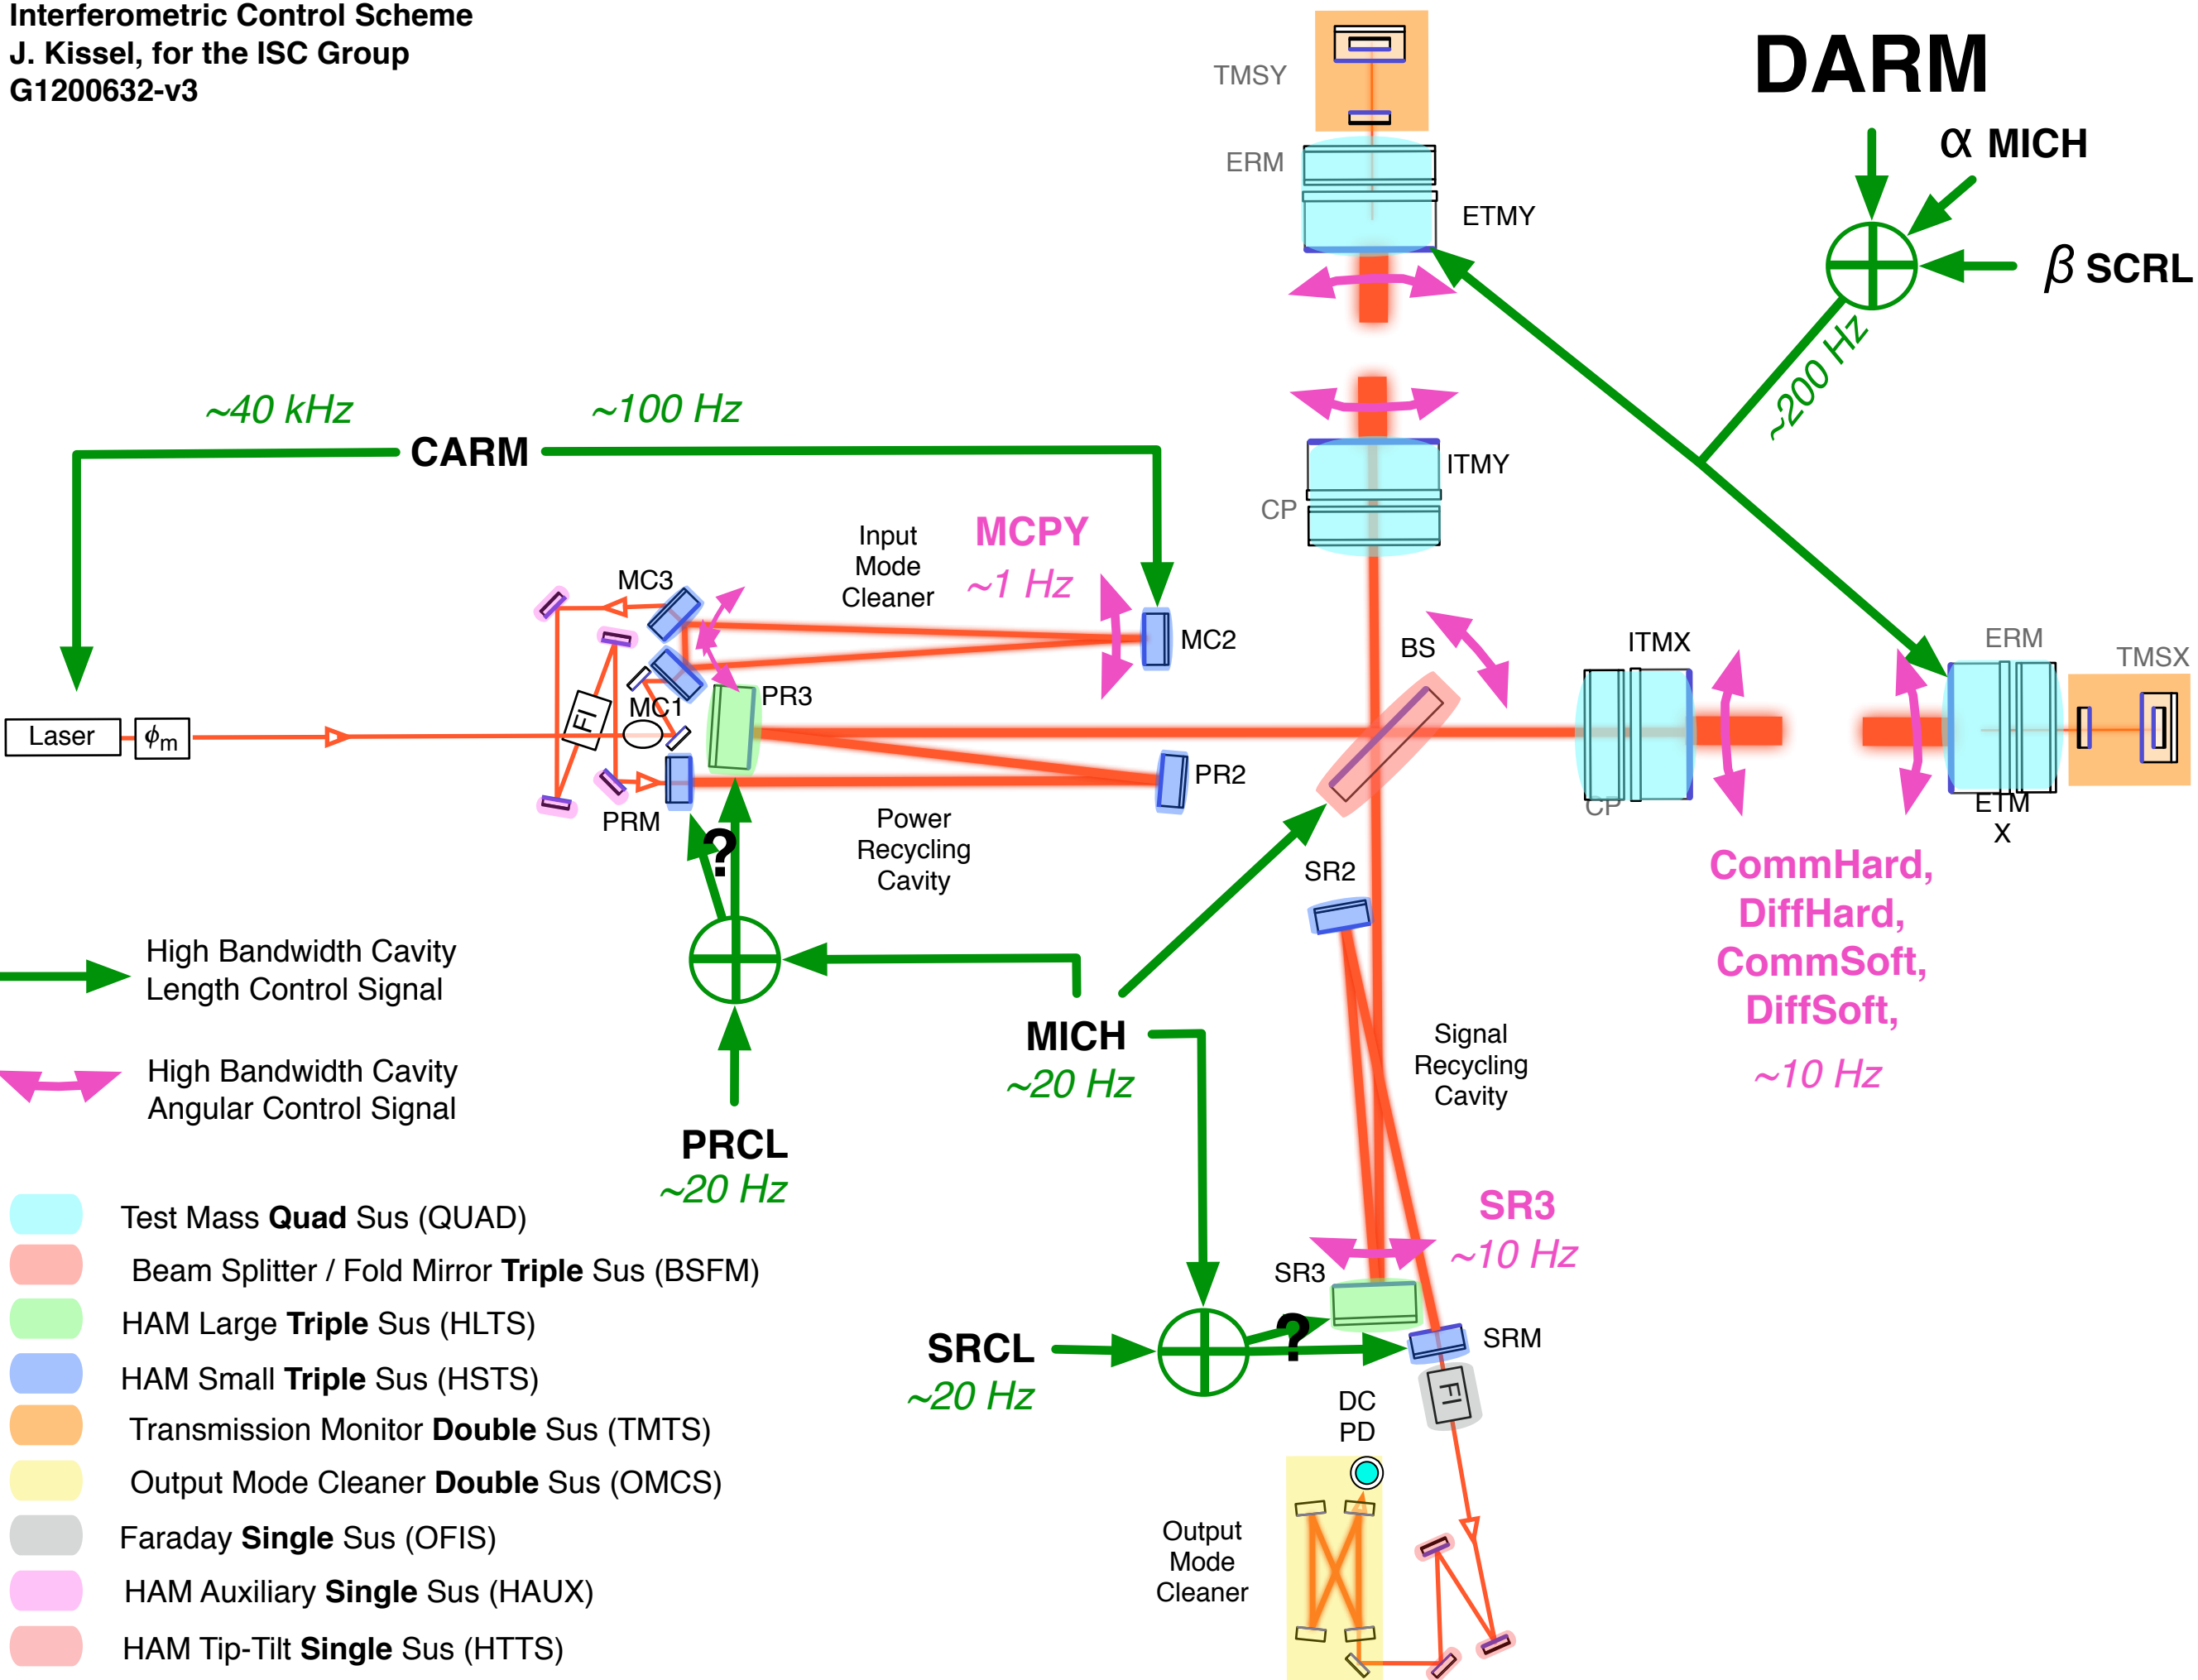 Interferometric Control Scheme
J. Kissel, for the ISC Group
G1200632-v3
TMSY
ERM
ETMY
DARM
α MICH
β SCRL
~200 Hz
~40 kHz
CARM
~100 Hz
ITMY
CP
Input
Mode
Cleaner
MCPY
~1 Hz
MC3
MC2
MC1
PR3
BS
ITMX
CP
ERM
TMSX
ETM
X
Laser
ϕm
FI
PRM
PR2
Power
Recycling
Cavity
?
CommHard,
DiffHard,
CommSoft,
DiffSoft,
~10 Hz
SR2
High Bandwidth Cavity
Length Control Signal
High Bandwidth Cavity
Angular Control Signal
MICH
~20 Hz
Signal
Recycling
Cavity
PRCL
~20 Hz
SR3
~10 Hz
SR3
SRCL
~20 Hz
?
SRM
FI
DC
PD
Output
Mode
Cleaner
Test Mass Quad Sus (QUAD)
Beam Splitter / Fold Mirror Triple Sus (BSFM)
HAM Large Triple Sus (HLTS)
HAM Small Triple Sus (HSTS)
Transmission Monitor Double Sus (TMTS)
Output Mode Cleaner Double Sus (OMCS)
Faraday Single Sus (OFIS)
HAM Auxiliary Single Sus (HAUX)
HAM Tip-Tilt Single Sus (HTTS)